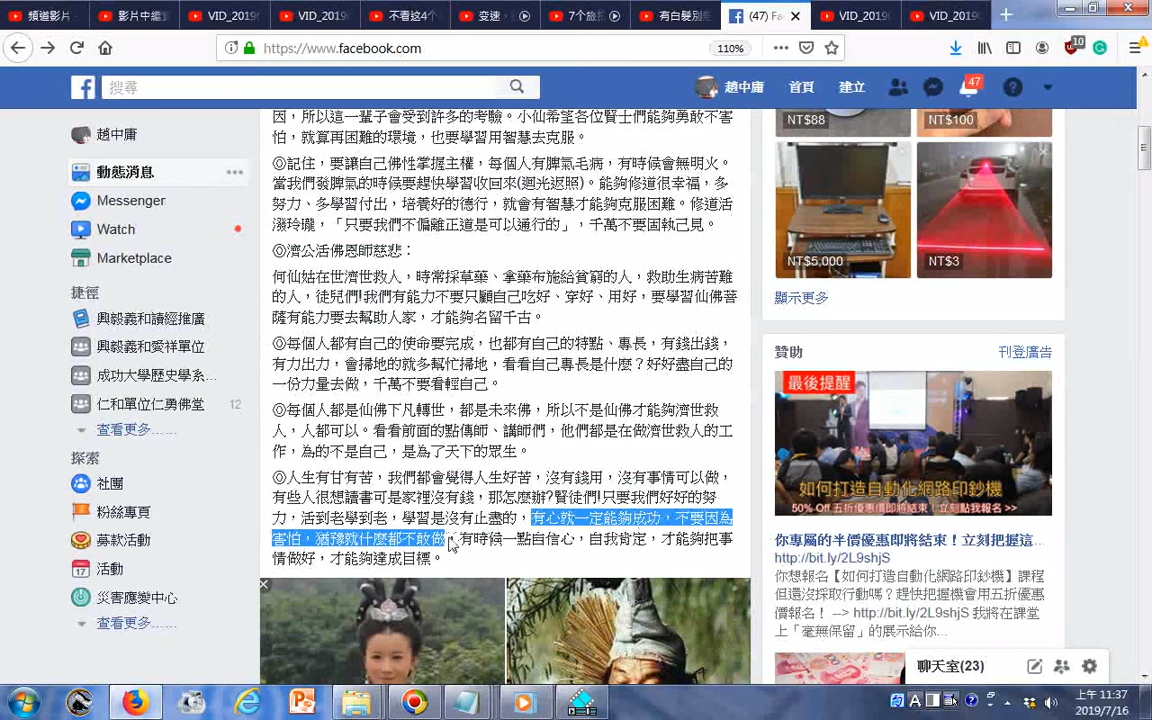 頻道影片
影片中繼
VID_2019
VID_2019
不看这4个
变速.
7个旅
有白髮別
(47) Fa
VID_2019
VID_2019
https://www.facebook.com
110%
10
搜尋
趙中庸
首頁
建立
47
趙中庸
動態消息
Messenger
Watch
Marketplace
捷徑
興毅義和讀經推廣
興毅義和愛祥單位
成功大學歷史學系...
仁和單位仁勇佛堂
12
查看更多......
探索
社團
粉絲專頁
募款活動
活動
災害應變中心
查看更多......
因，所以這一輩子會受到許多的考驗。小仙希望各位賢士們能夠勇敢不害
怕，就算再困難的環境，也要學習用智慧去克服。
◎記住，要讓自己佛性掌握主權，每個人有脾氣毛病，有時候會無明火。
當我們發脾氣的時候要趕快學習收回來(迴光返照)。能夠修道很幸福，多
努力、多學習付出，培養好的德行，就會有智慧才能夠克服困難。修道活
潑玲瓏，「只要我們不偏離正道是可以通行的」，千萬不要固執己見。
◎濟公活佛恩師慈悲：
何仙姑在世濟世救人，時常採草藥、拿藥布施給貧窮的人，救助生病苦難
的人，徒兒們!我們有能力不要只顧自己吃好、穿好、用好，要學習仙佛菩
薩有能力要去幫助人家，才能夠名留千古。
◎每個人都有自己的使命要完成，也都有自己的特點、專長，有錢出錢，
有力出力，會掃地的就多幫忙掃地，看看自己專長是什麼？好好盡自己的
一份力量去做，千萬不要看輕自己。
◎每個人都是仙佛下凡轉世，都是未來佛，所以不是仙佛才能夠濟世救
人，人都可以。看看前面的點傳師、講師們，他們都是在做濟世救人的工
作，為的不是自己，是為了天下的眾生。
◎人生有甘有苦，我們都會覺得人生好苦，沒有錢用，沒有事情可以做，
有些人很想讀書可是家裡沒有錢，那怎麼辦?賢徒們!只要我們好好的努
力，活到老學到老，學習是沒有止盡的，有心就一定能夠成功，不要因為
害怕，猶豫就什麼都不敢做，有時候一點自信心，自我肯定，才能夠把事
情做好，才能夠達成目標。
NT$88
NT$100
NT$5,000
NT$3
顯示更多
贊助
刊登廣告
最後提醒
如何打造自動化網路印鈔機
50% Off 五折優惠價即將結束！立刻點我報名
你專屬的半價優惠即將結束！立刻把握這...
http://bit.ly/2L9shjS
你想報名【如何打造自動化網路印鈔機】課程
但還沒採取行動嗎？趕快把握機會用五折優惠
價報名！ --> http://bit.ly/2L9shjS 我將在課堂
上「毫無保留」的展示給你...
聊天室(23)
上午 11:37
2019/7/16